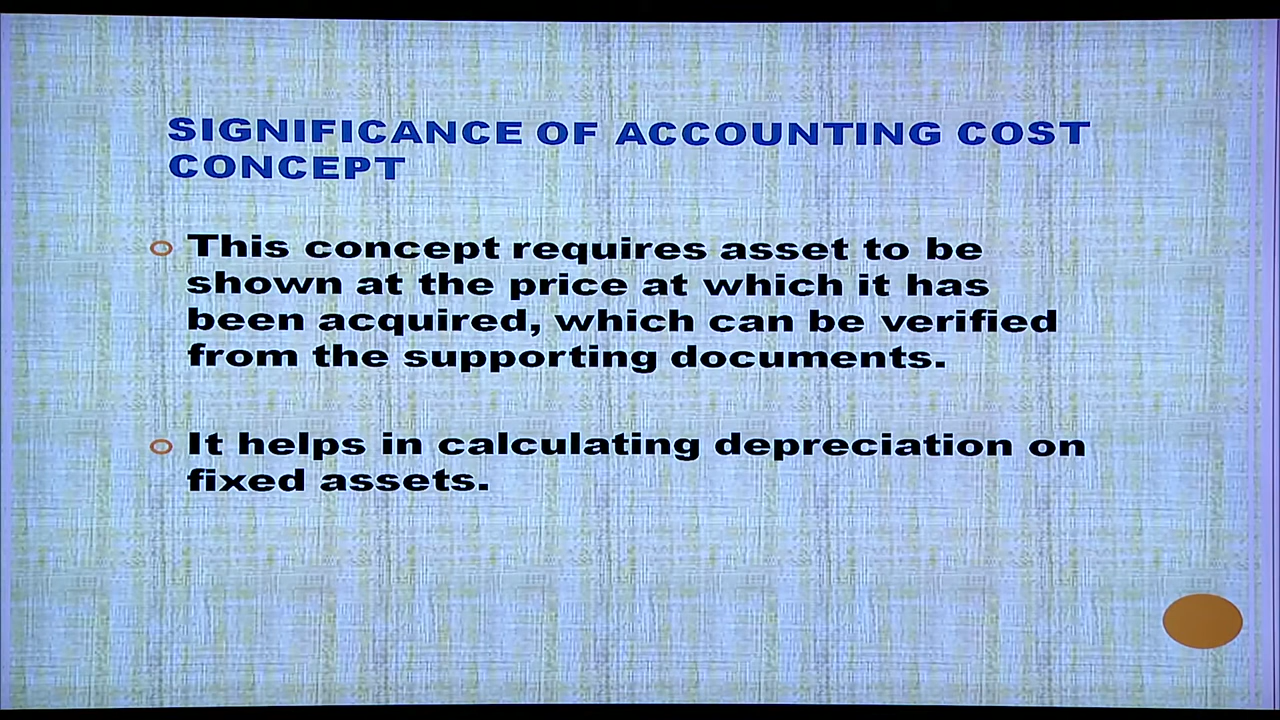 SIGNIFICANCE OF ACCOUNTING COST
CONCEPT
This concept requires asset to be
shown at the price at which it has
been acquired, which can be verified
from the supporting documents.
It helps in calculating depreciation on
fixed assets.